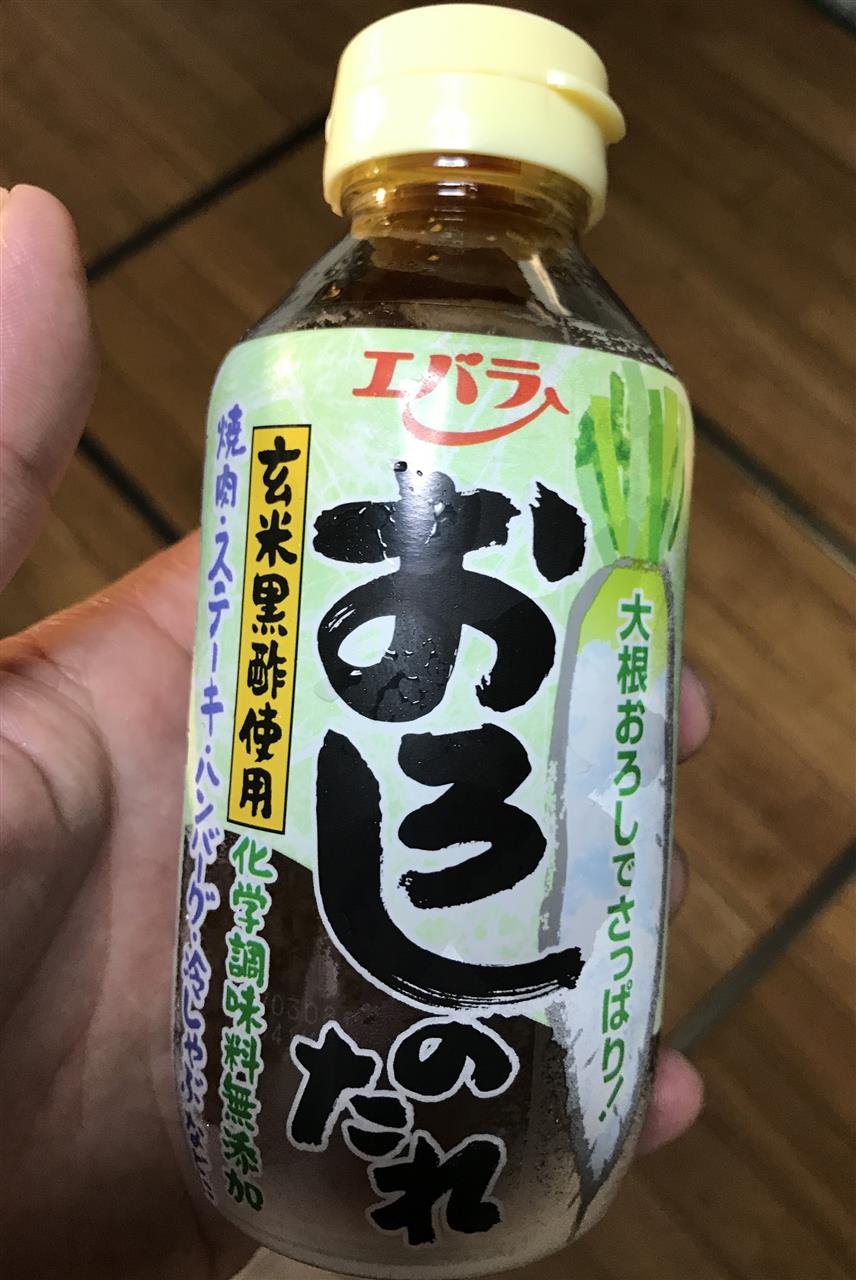 エバラ
大根おろしでさっぱり!
おろしのたれ
玄米黒酢使用
化学調味料無添加
焼肉・ステーキ・ハンバーグ・冷しゃぶなどに